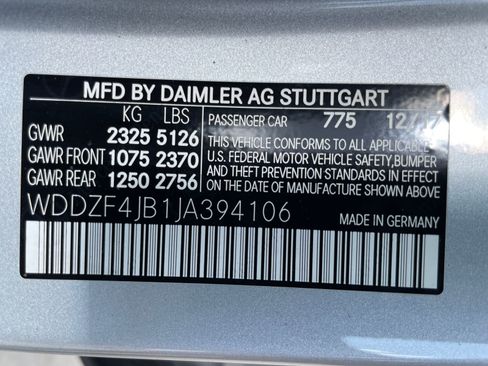 MFD BY DAIMLER AG STUTTGART
KG LBS
GVWR 2325 5126
GAWR FRONT 1075 2370
GAWR REAR 1250 2756
PASSENGER CAR 775 12/17
THIS VEHICLE CONFORMS TO ALL APPLICABLE
U.S. FEDERAL MOTOR VEHICLE SAFETY, BUMPER
AND THEFT PREVENTION STANDARDS IN EFFECT
ON THE DATE OF MANUFACTURE SHOWN ABOVE.
WDDZF4JB1JA394106
MADE IN GERMANY